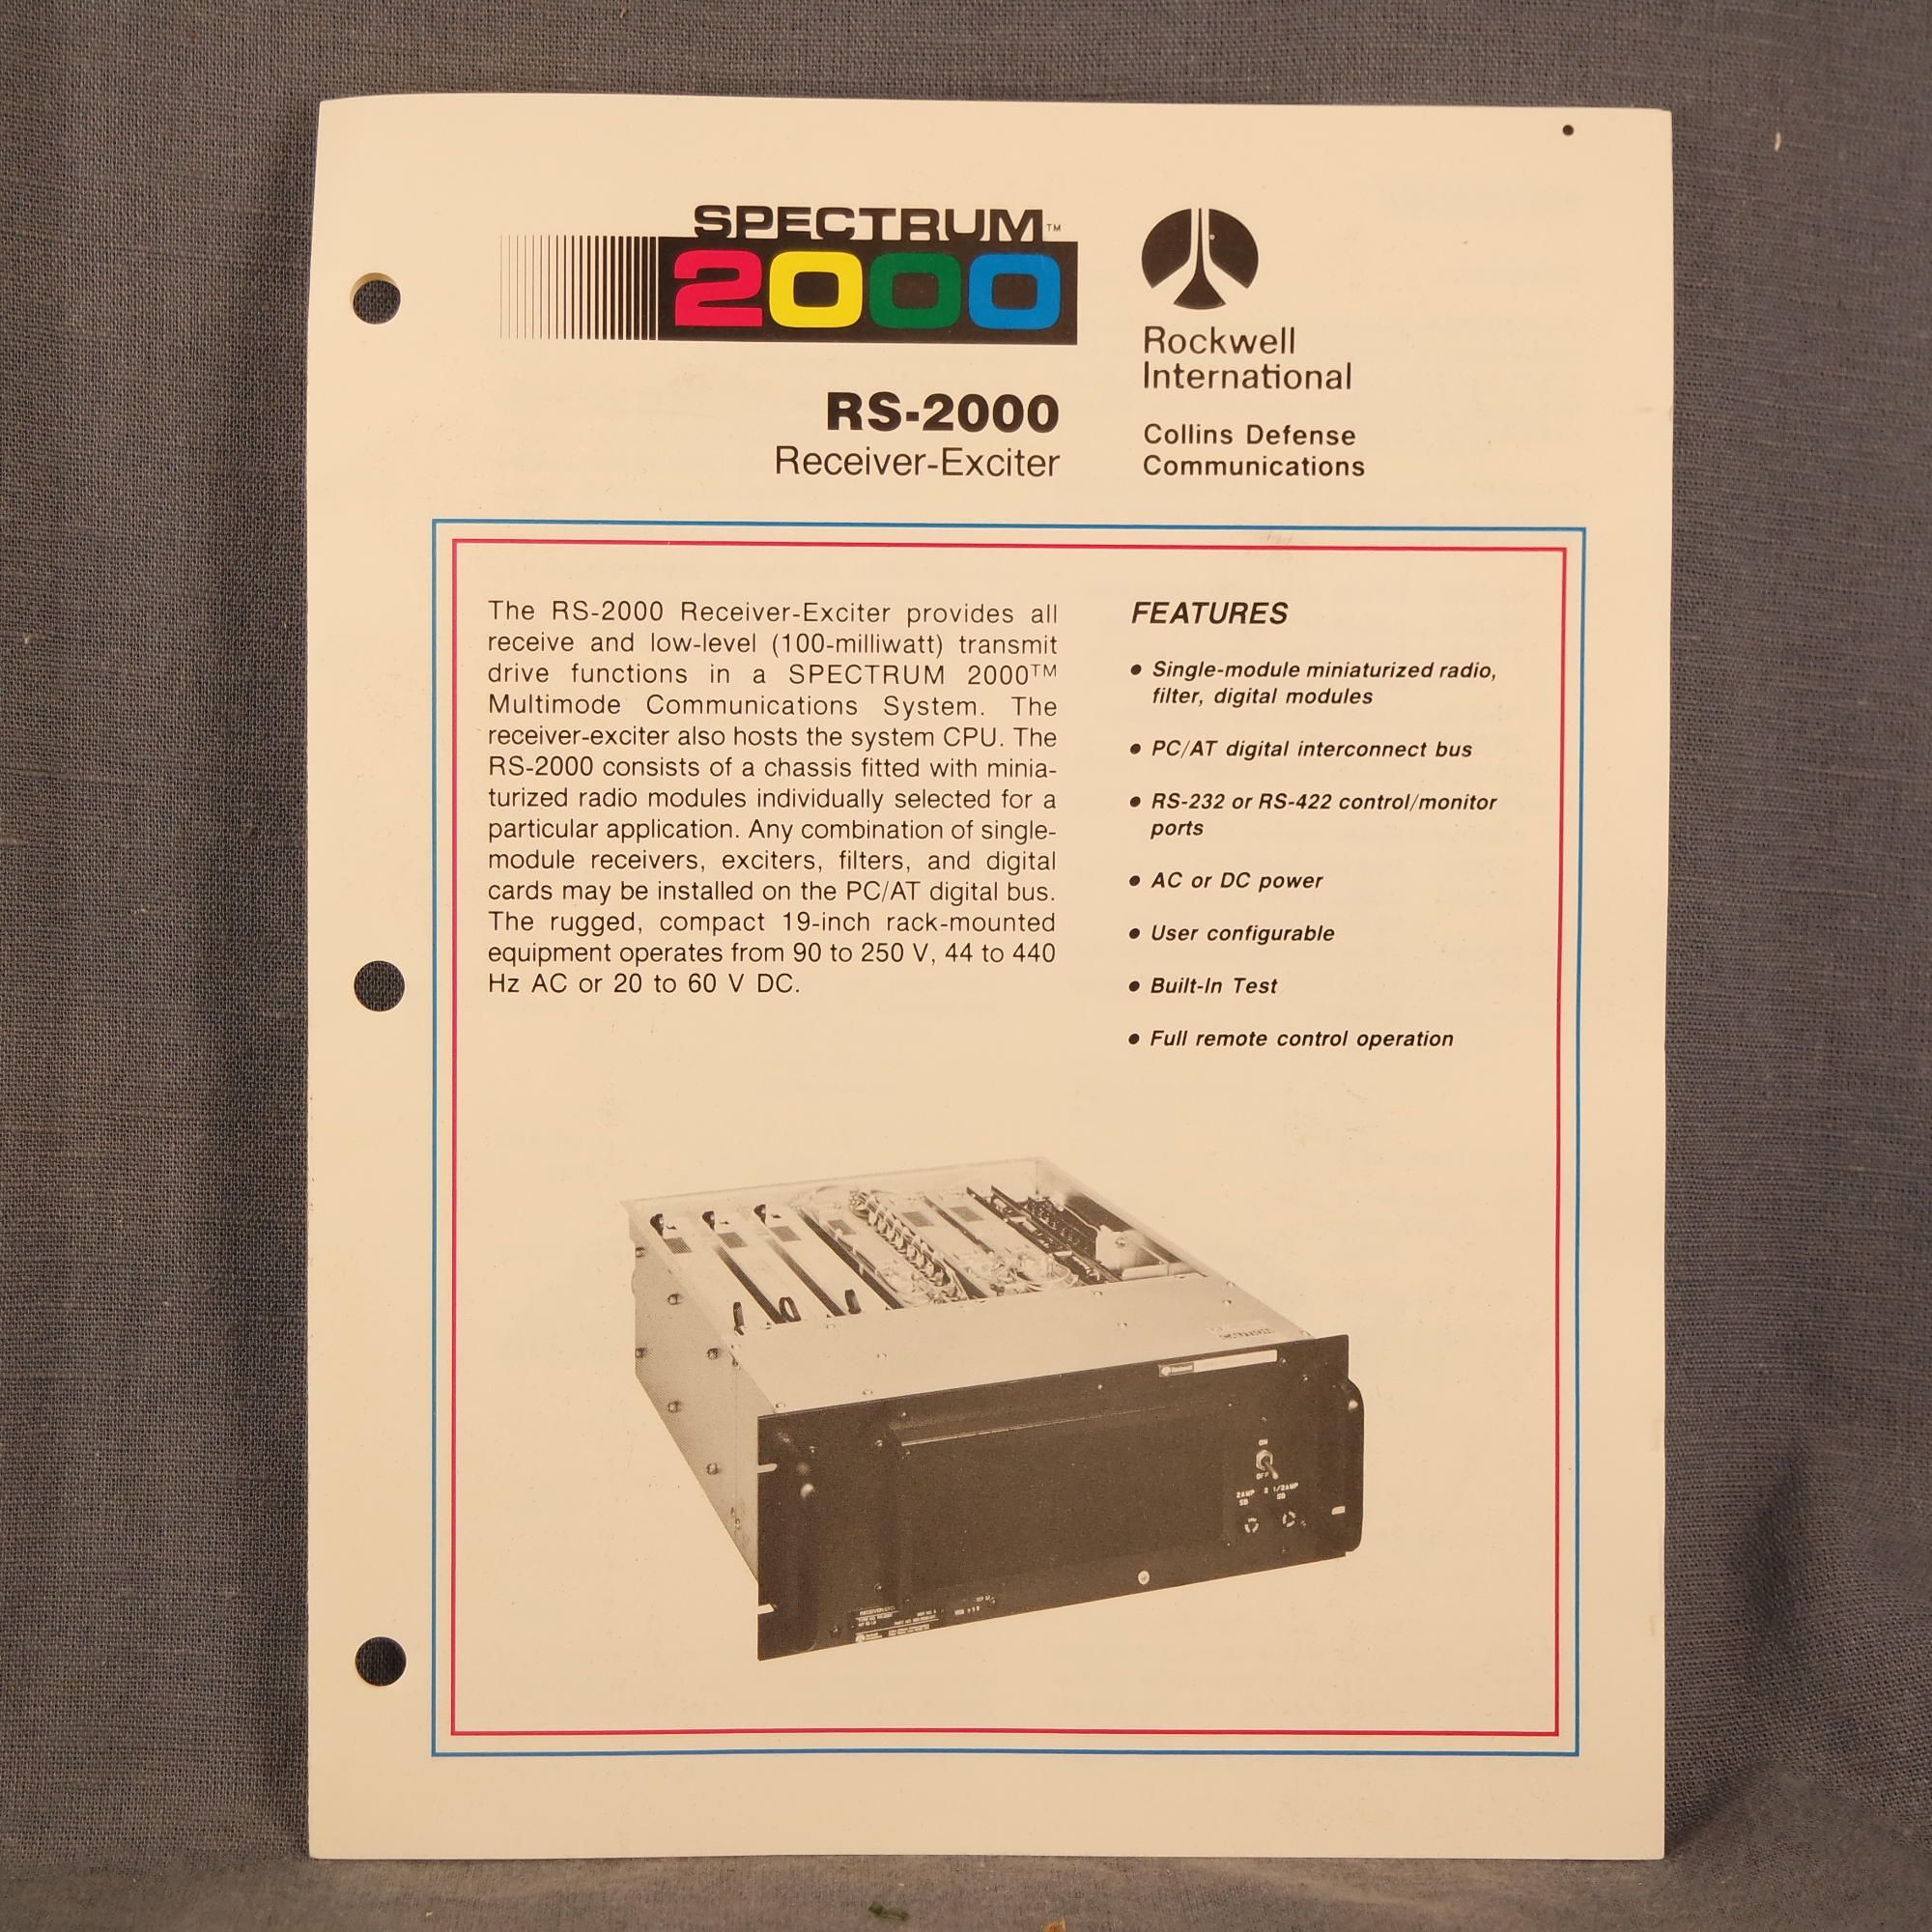 SPECTRUM™
2000
RS-2000
Receiver-Exciter
Rockwell
International
Collins Defense
Communications
The RS-2000 Receiver-Exciter provides all
receive and low-level (100-milliwatt) transmit
drive functions in a SPECTRUM 2000™
Multimode Communications System. The
receiver-exciter also hosts the system CPU. The
RS-2000 consists of a chassis fitted with minia-
turized radio modules individually selected for a
particular application. Any combination of single-
module receivers, exciters, filters, and digital
cards may be installed on the PC/AT digital bus.
The rugged, compact 19-inch rack-mounted
equipment operates from 90 to 250 V, 44 to 440
Hz AC or 20 to 60 V DC.
FEATURES
● Single-module miniaturized radio,
filter, digital modules
● PC/AT digital interconnect bus
● RS-232 or RS-422 control/monitor
ports
● AC or DC power
● User configurable
● Built-In Test
● Full remote control operation
ON
OFF
2AMP 2 1/2AMP
SB SB